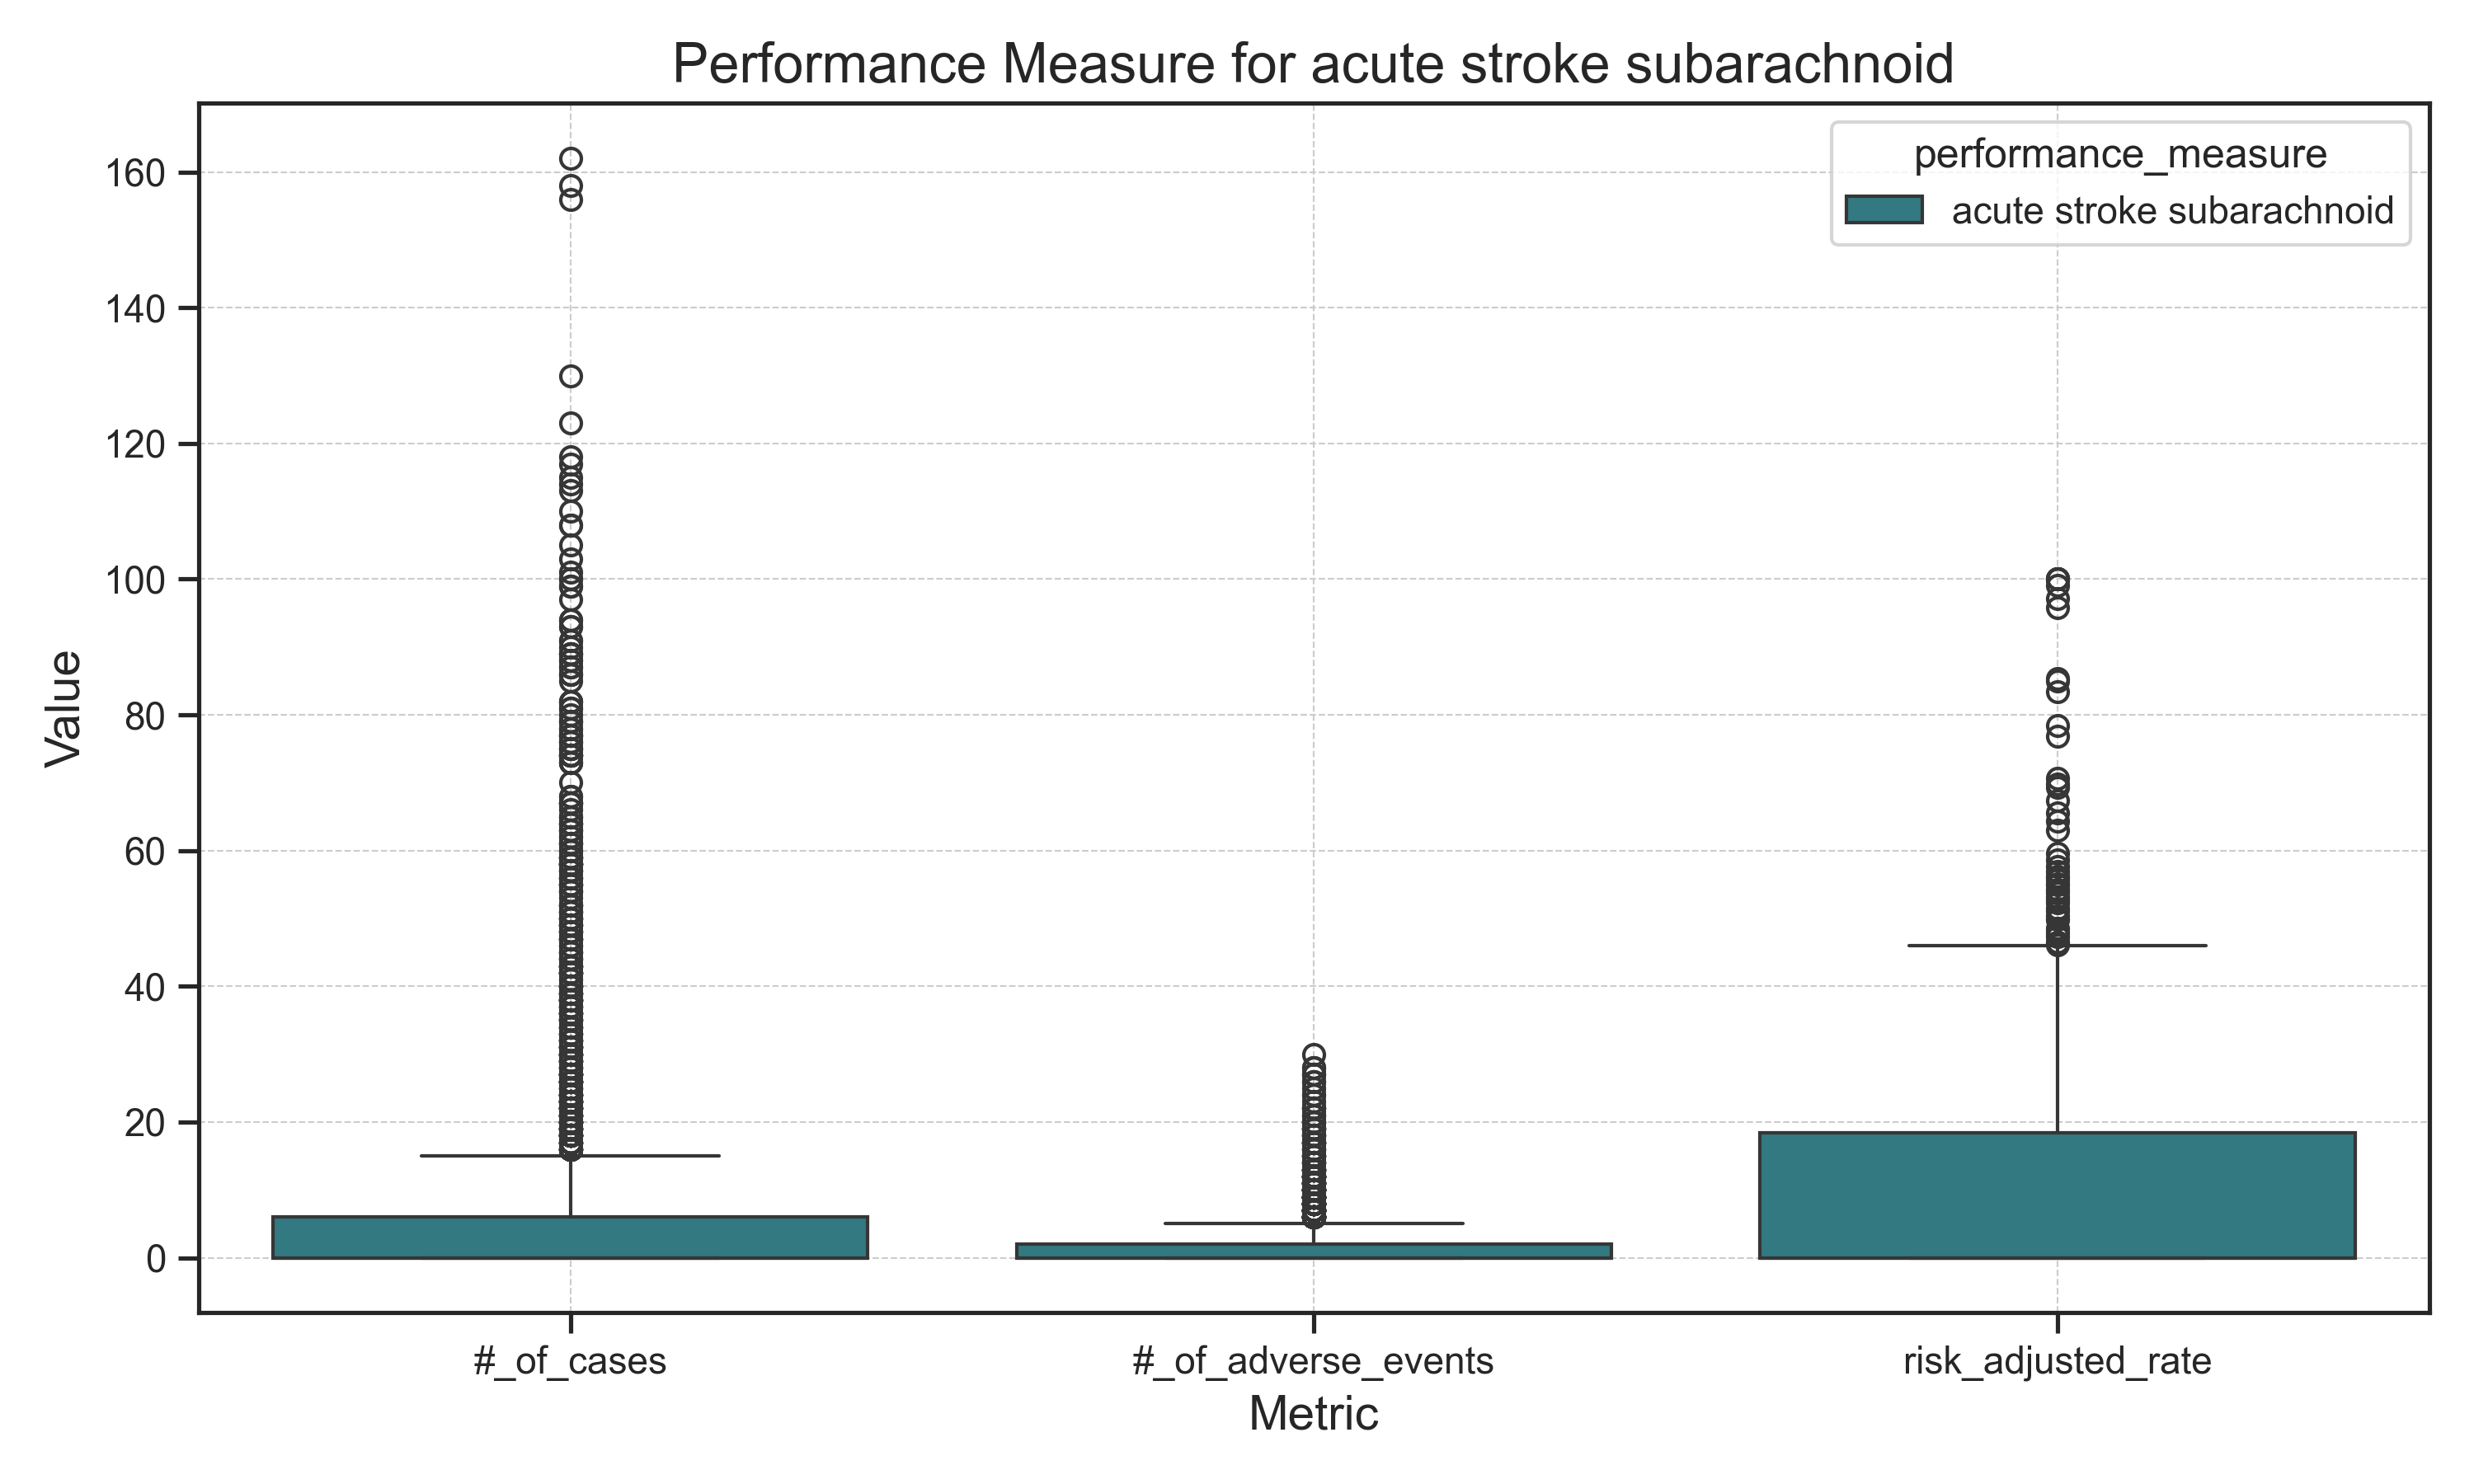 Performance Measure for acute stroke subarachnoid
performance_measure
acute stroke subarachnoid
Value
160
140
120
100
80
60
40
20
0
#_of_cases
#_of_adverse_events
risk_adjusted_rate
Metric